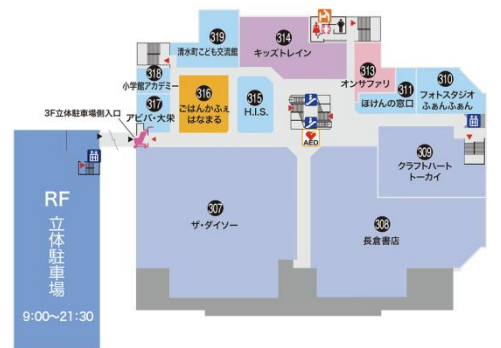 319
清水町こども交流館
314
キッズトレイン
318
小学館アカデミー
317
アビバ・大栄
316
ごはんかふぇ
はなまる
315
H.I.S.
313
オンサファリ
311
ほけんの窓口
310
フォトスタジオ
ふぁんふぁん
3F立体駐車場側入口
AED
309
クラフトハート
トーカイ
307
ザ・ダイソー
308
長倉書店
RF
立体駐車場
9:00〜21:30